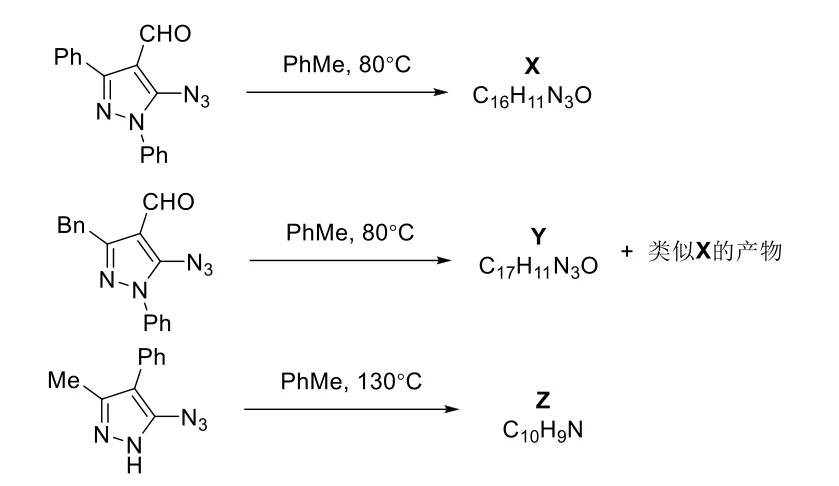 CHO
Ph
N
N
N₃
Ph
PhMe, 80°C
X
C₁₆H₁₁N₃O
CHO
Bn
N
N
N₃
Ph
PhMe, 80°C
Y
C₁₇H₁₁N₃O
+ 类似X的产物
Ph
Me
N
N
H
N₃
PhMe, 130°C
Z
C₁₀H₉N